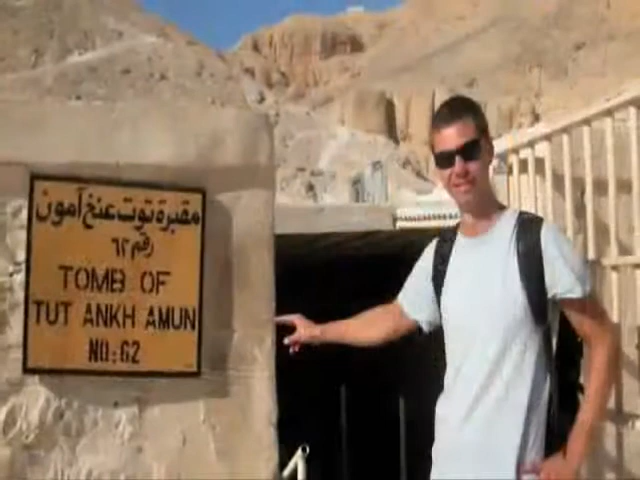 مقبرة توت عنخ آمون
رقم ٦٢
TOMB OF
TUT ANKH AMUN
NO: 62